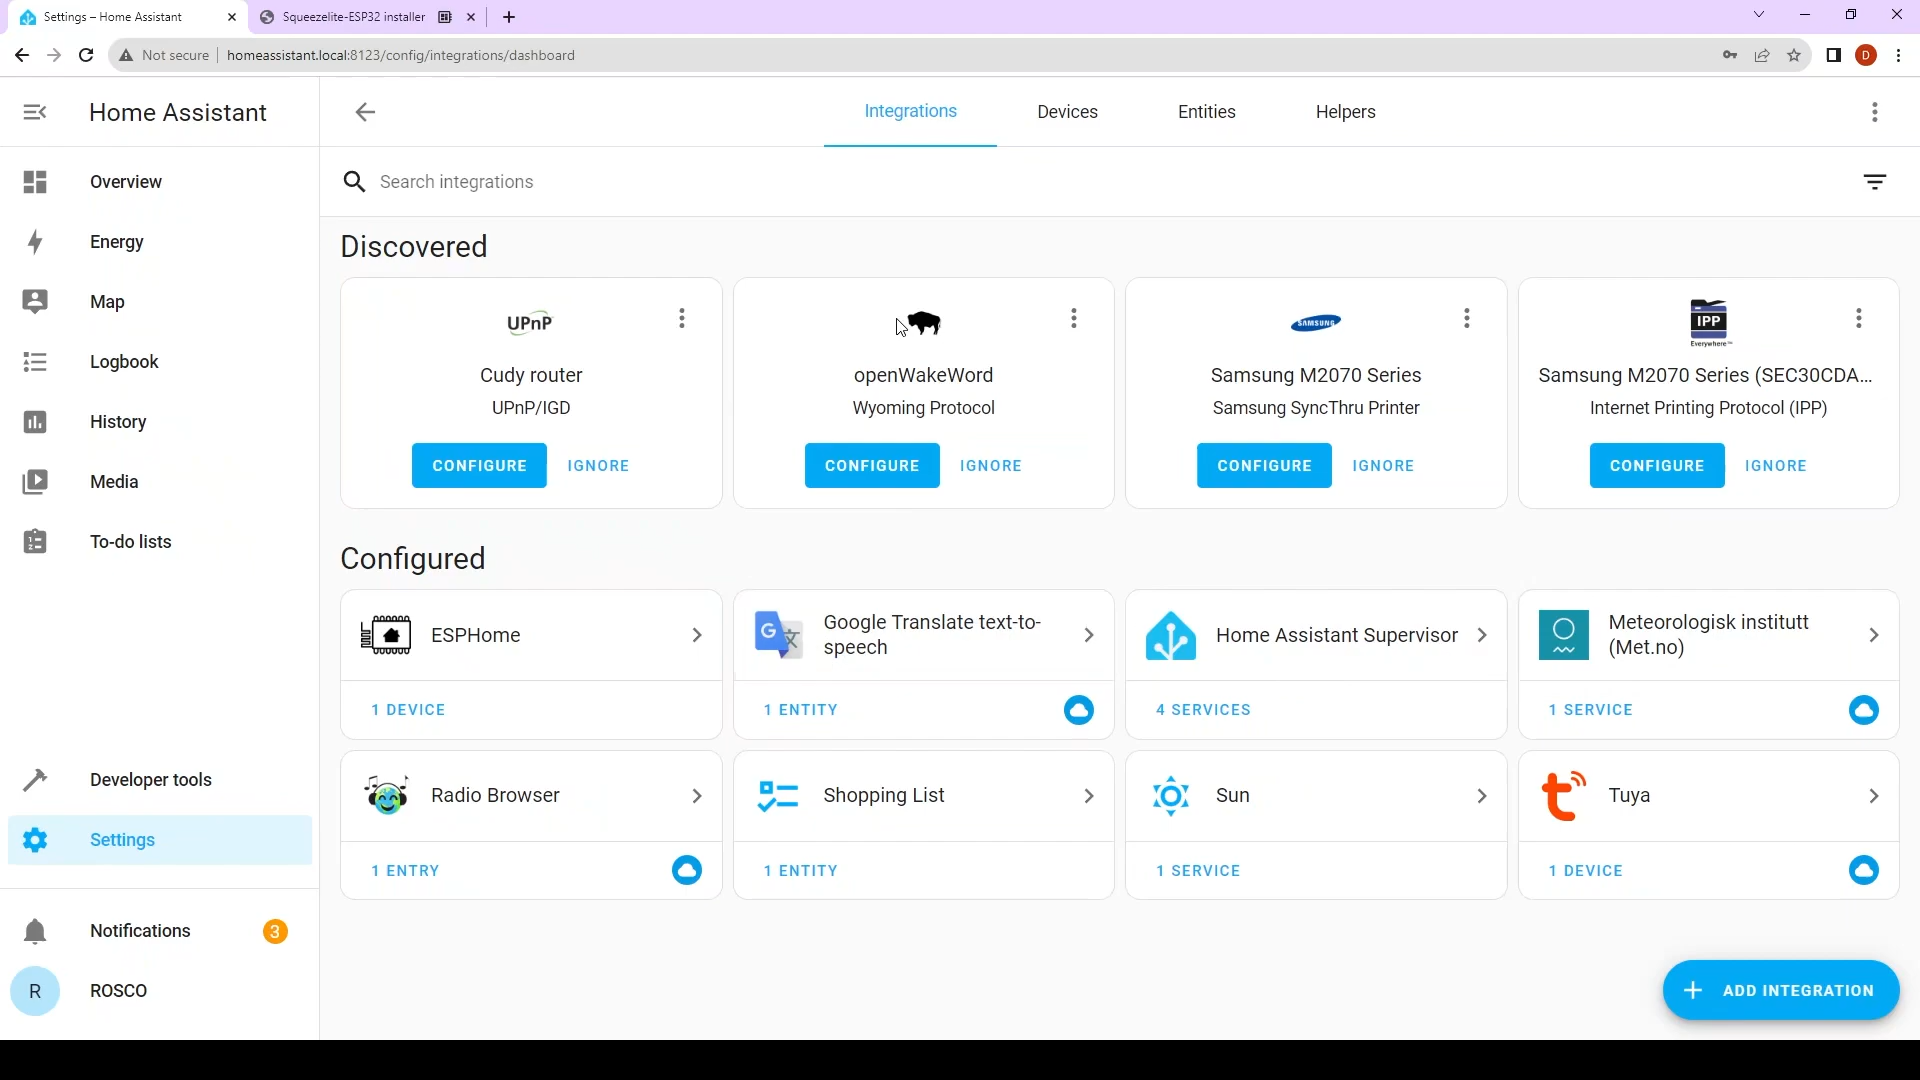 Settings – Home Assistant
Squeezelite-ESP32 installer
Not secure
homeassistant.local:8123/config/integrations/dashboard
D
Home Assistant
Integrations
Devices
Entities
Helpers
Overview
Energy
Map
Logbook
History
Media
To-do lists
Developer tools
Settings
Notifications
3
R
ROSCO
Search integrations
Discovered
UPnP
Cudy router
UPnP/IGD
CONFIGURE
IGNORE
openWakeWord
Wyoming Protocol
CONFIGURE
IGNORE
SAMSUNG
Samsung M2070 Series
Samsung SyncThru Printer
CONFIGURE
IGNORE
IPP
Everywhere™
Samsung M2070 Series (SEC30CDA...
Internet Printing Protocol (IPP)
CONFIGURE
IGNORE
Configured
ESPHome
1 DEVICE
G 文
Google Translate text-to-
speech
1 ENTITY
Home Assistant Supervisor
4 SERVICES
Meteorologisk institutt
(Met.no)
1 SERVICE
Radio Browser
1 ENTRY
Shopping List
1 ENTITY
Sun
1 SERVICE
t
Tuya
1 DEVICE
ADD INTEGRATION